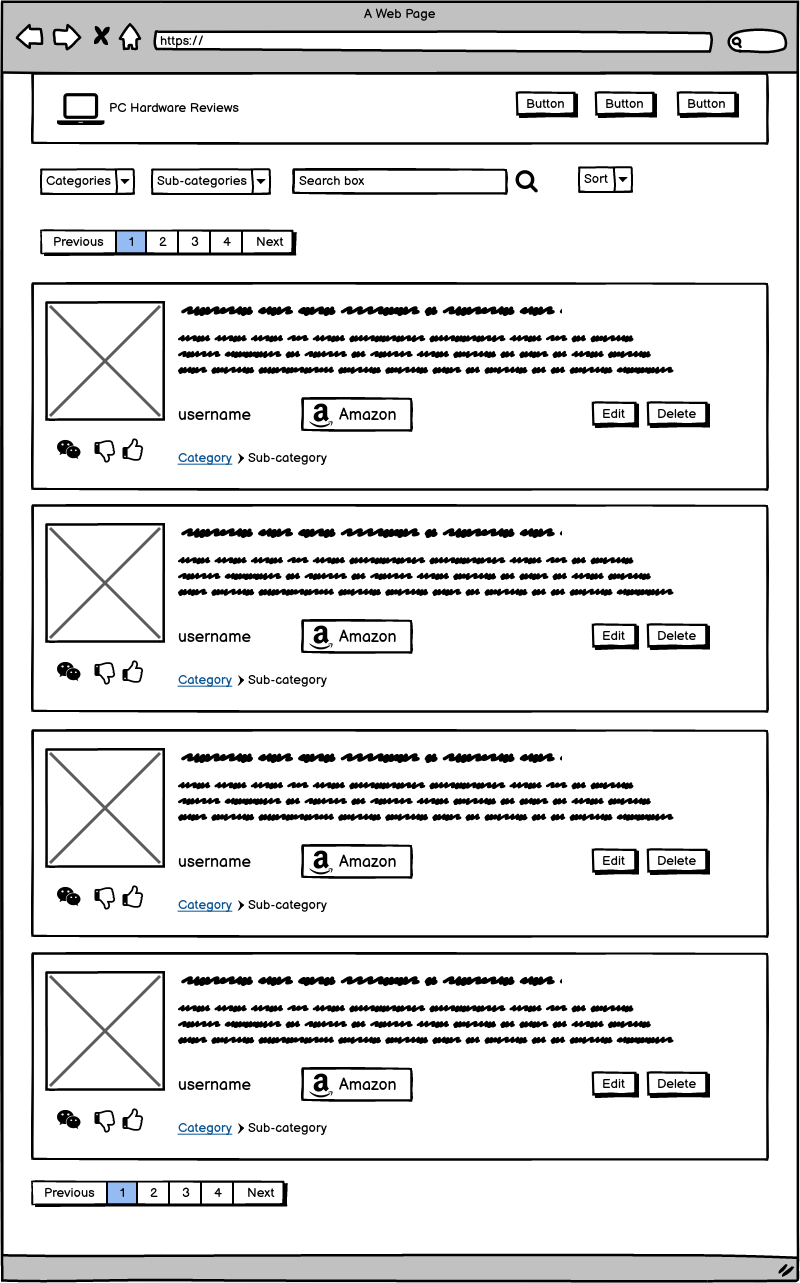 A Web Page
https://
PC Hardware Reviews
Button Button Button
Categories Sub-categories Search box Sort
Previous 1 2 3 4 Next
username a Amazon Edit Delete
Category Sub-category
username a Amazon Edit Delete
Category Sub-category
username a Amazon Edit Delete
Category Sub-category
username a Amazon Edit Delete
Category Sub-category
Previous 1 2 3 4 Next